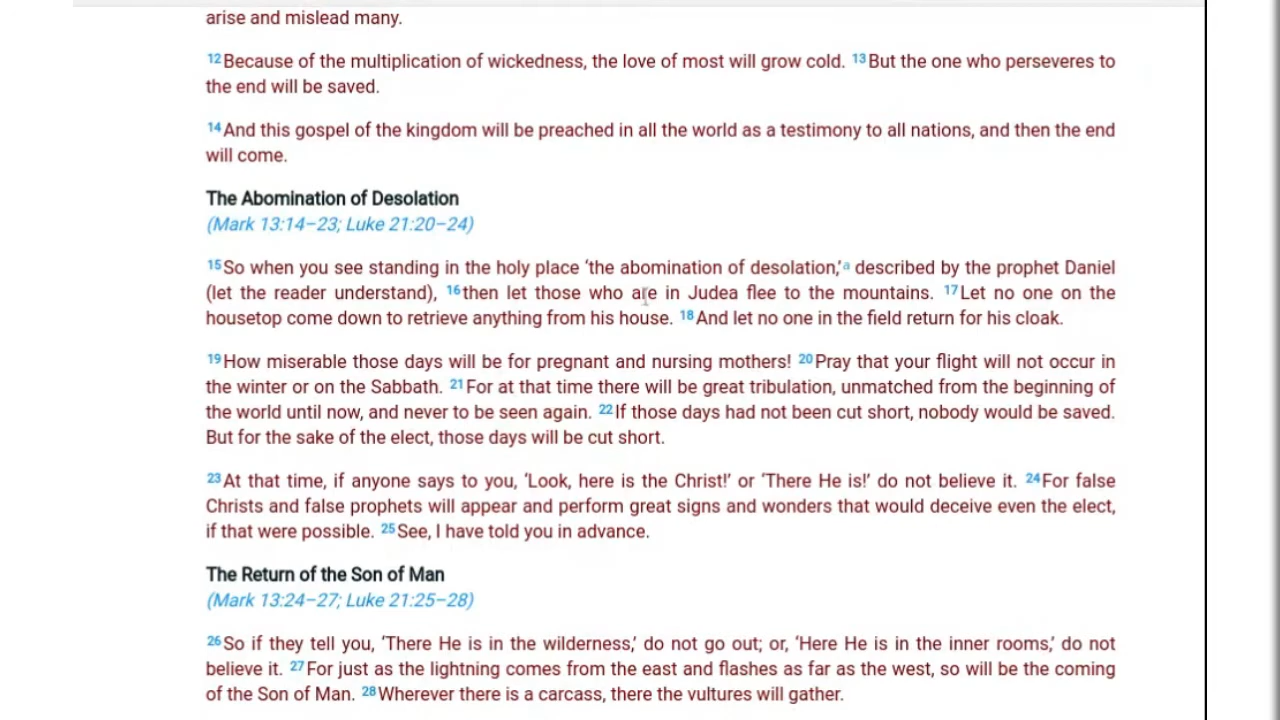 arise and mislead many.
12Because of the multiplication of wickedness, the love of most will grow cold. 13But the one who perseveres to
the end will be saved.
14And this gospel of the kingdom will be preached in all the world as a testimony to all nations, and then the end
will come.
The Abomination of Desolation
(Mark 13:14–23; Luke 21:20–24)
15So when you see standing in the holy place ‘the abomination of desolation,’a described by the prophet Daniel
(let the reader understand), 16then let those who are in Judea flee to the mountains. 17Let no one on the
housetop come down to retrieve anything from his house. 18And let no one in the field return for his cloak.
19How miserable those days will be for pregnant and nursing mothers! 20Pray that your flight will not occur in
the winter or on the Sabbath. 21For at that time there will be great tribulation, unmatched from the beginning of
the world until now, and never to be seen again. 22If those days had not been cut short, nobody would be saved.
But for the sake of the elect, those days will be cut short.
23At that time, if anyone says to you, ‘Look, here is the Christ!’ or ‘There He is!’ do not believe it. 24For false
Christs and false prophets will appear and perform great signs and wonders that would deceive even the elect,
if that were possible. 25See, I have told you in advance.
The Return of the Son of Man
(Mark 13:24–27; Luke 21:25–28)
26So if they tell you, ‘There He is in the wilderness,’ do not go out; or, ‘Here He is in the inner rooms,’ do not
believe it. 27For just as the lightning comes from the east and flashes as far as the west, so will be the coming
of the Son of Man. 28Wherever there is a carcass, there the vultures will gather.